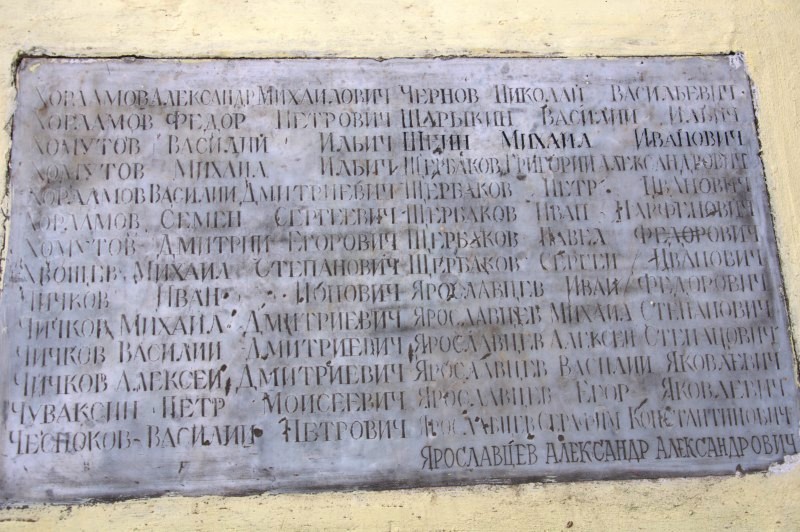 ХОРЛАМОВ АЛЕКСАНДР МИХАИЛОВИЧ
ХОРЛАМОВ ФЕДОР ПЕТРОВИЧ
ХОМУТОВ ВАСИЛИЙ ИЛЬИЧ
ХОМУТОВ МИХАИЛ ИЛЬИЧ
ХОРЛАМОВ ВАСИЛИЙ ДМИТРИЕВИЧ
ХОРЛАМОВ СЕМЕН СЕРГЕЕВИЧ
ХОМУТОВ ДМИТРИЙ ЕГОРОВИЧ
ХВОЩЕВ МИХАИЛ СТЕПАНОВИЧ
ЧИЧКОВ ИВАН
ЧИЧКОВ МИХАИЛ ДМИТРИЕВИЧ
ЧИЧКОВ ВАСИЛИЙ ДМИТРИЕВИЧ
ЧИЧКОВ АЛЕКСЕЙ ДМИТРИЕВИЧ
ЧУВАКСИН ПЕТР МОИСЕЕВИЧ
ЧЕСНОКОВ ВАСИЛИЙ ПЕТРОВИЧ
ЧЕРНОВ НИКОЛАЙ ВАСИЛЬЕВИЧ
ШАРЫКИН ВАСИЛИЙ ИЛЬИЧ
МИХАИЛ ИВАНОВИЧ
ЩЕРБАКОВ ГРИГОРИЙ АЛЕКСАНДРОВИЧ
ЩЕРБАКОВ ПЕТР ИВАНОВИЧ
ЩЕРБАКОВ ИВАН ПАРФЕНОВИЧ
ЩЕРБАКОВ ПАВЕЛ ФЕДОРОВИЧ
ЩЕРБАКОВ СЕРГЕЙ ИВАНОВИЧ
ЯРОСЛАВЦЕВ ИВАН ФЕДОРОВИЧ
ЯРОСЛАВЦЕВ МИХАИЛ СТЕПАНОВИЧ
ЯРОСЛАВЦЕВ АЛЕКСЕЙ СТЕПАНОВИЧ
ЯРОСЛАВЦЕВ ВАСИЛИЙ ЯКОВЛЕВИЧ
ЯРОСЛАВЦЕВ ЕГОР ЯКОВЛЕВИЧ
ЯРОСЛАВЦЕВ СЕРАФИМ КОНСТАНТИНОВИЧ
ЯРОСЛАВЦЕВ АЛЕКСАНДР АЛЕКСАНДРОВИЧ